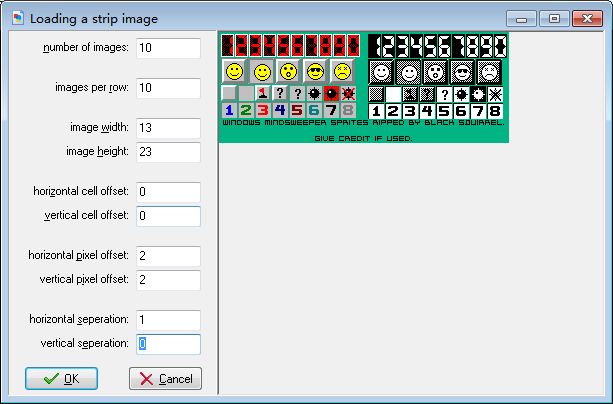 Loading a strip image
number of images: 10
images per row: 10
image width: 13
image height: 23
horizontal cell offset: 0
vertical cell offset: 0
horizontal pixel offset: 2
vertical pixel offset: 2
horizontal seperation: 1
vertical seperation: 0
OK Cancel
1234567890
? ? ?
1 2 3 4 5 6 7 8 1 2 3 4 5 6 7 8
WINDOWS MINDSWEEPER SPRITES RIPPED BY BLACK SQUIRREL.
GIVE CREDIT IF USED.